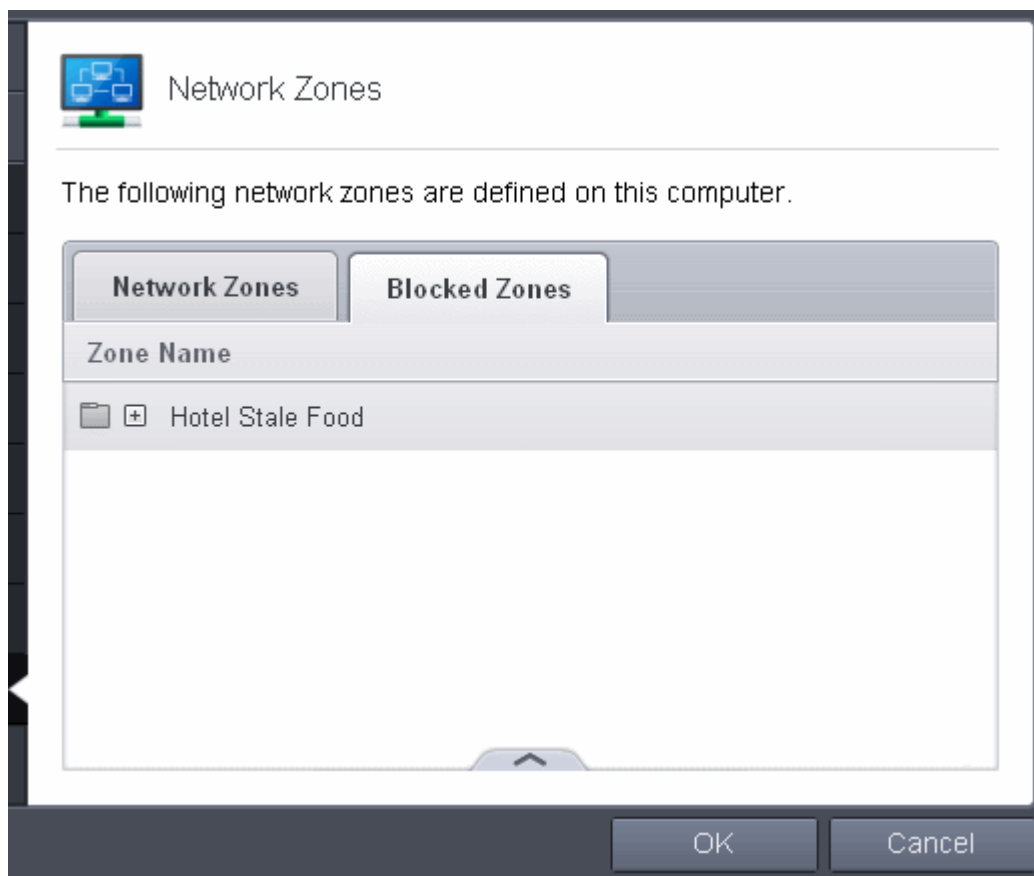 Network Zones
The following network zones are defined on this computer.
Network Zones
Blocked Zones
Zone Name
Hotel Stale Food
OK
Cancel